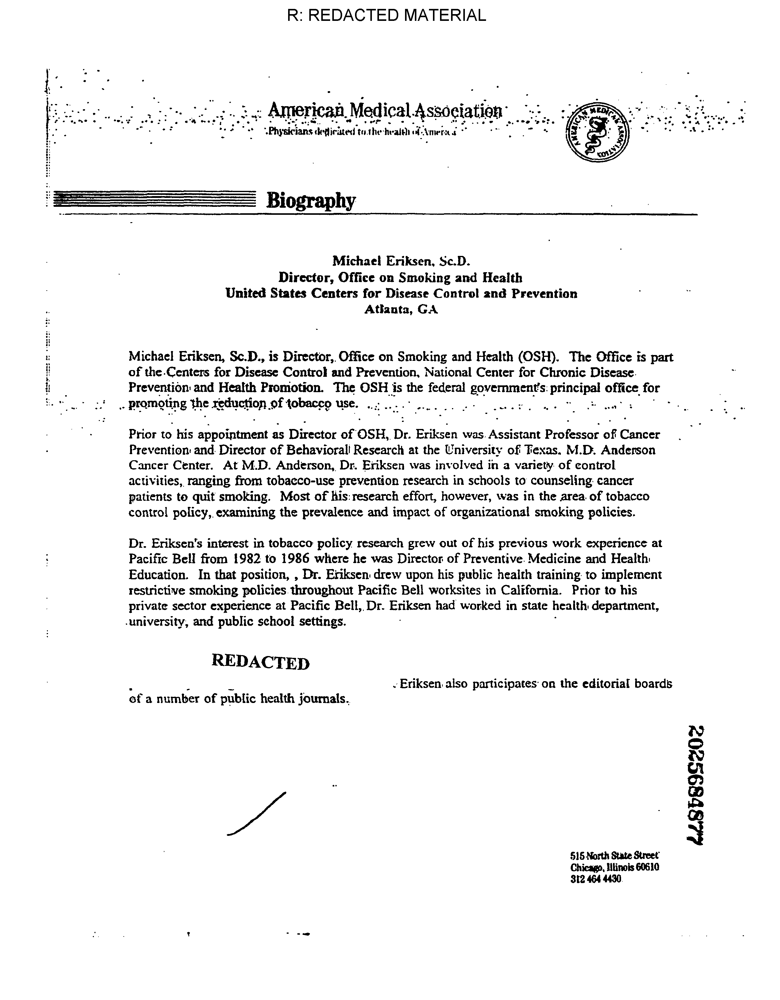 R: REDACTED MATERIAL
American Medical Association
Physicians dedicated to the health of America
AMERICAN MEDICAL ASSOCIATION
Biography
Michael Eriksen, Sc.D.
Director, Office on Smoking and Health
United States Centers for Disease Control and Prevention
Atlanta, GA
Michael Eriksen, Sc.D., is Director, Office on Smoking and Health (OSH). The Office is part
of the Centers for Disease Control and Prevention, National Center for Chronic Disease
Prevention and Health Promotion. The OSH is the federal government's principal office for
promoting the reduction of tobacco use.
Prior to his appointment as Director of OSH, Dr. Eriksen was Assistant Professor of Cancer
Prevention and Director of Behavioral Research at the University of Texas. M.D. Anderson
Cancer Center. At M.D. Anderson, Dr. Eriksen was involved in a variety of control
activities, ranging from tobacco-use prevention research in schools to counseling cancer
patients to quit smoking. Most of his research effort, however, was in the area of tobacco
control policy, examining the prevalence and impact of organizational smoking policies.
Dr. Eriksen's interest in tobacco policy research grew out of his previous work experience at
Pacific Bell from 1982 to 1986 where he was Director of Preventive Medicine and Health
Education. In that position, , Dr. Eriksen drew upon his public health training to implement
restrictive smoking policies throughout Pacific Bell worksites in California. Prior to his
private sector experience at Pacific Bell, Dr. Eriksen had worked in state health department,
university, and public school settings.
REDACTED
. Eriksen also participates on the editorial boards
of a number of public health journals.
2025684877
515 North State Street
Chicago, Illinois 60610
312 464 4430